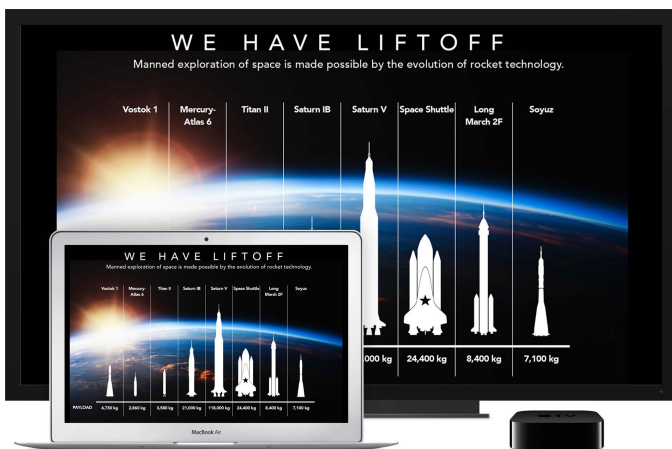 WE HAVE LIFTOFF
Manned exploration of space is made possible by the evolution of rocket technology.
Vostok 1
Mercury-
Atlas 6
Titan II
Saturn IB
Saturn V
Space Shuttle
Long
March 2F
Soyuz
000 kg
24,400 kg
8,400 kg
7,100 kg
WE HAVE LIFTOFF
Manned exploration of space is made possible by the evolution of rocket technology.
Vostok 1
Mercury-
Atlas 6
Titan II
Saturn IB
Saturn V
Space Shuttle
Long
March 2F
Soyuz
PAYLOAD
4,730 kg
2,860 kg
3,580 kg
21,000 kg
118,000 kg
24,400 kg
8,400 kg
7,100 kg
MacBook Air
tv